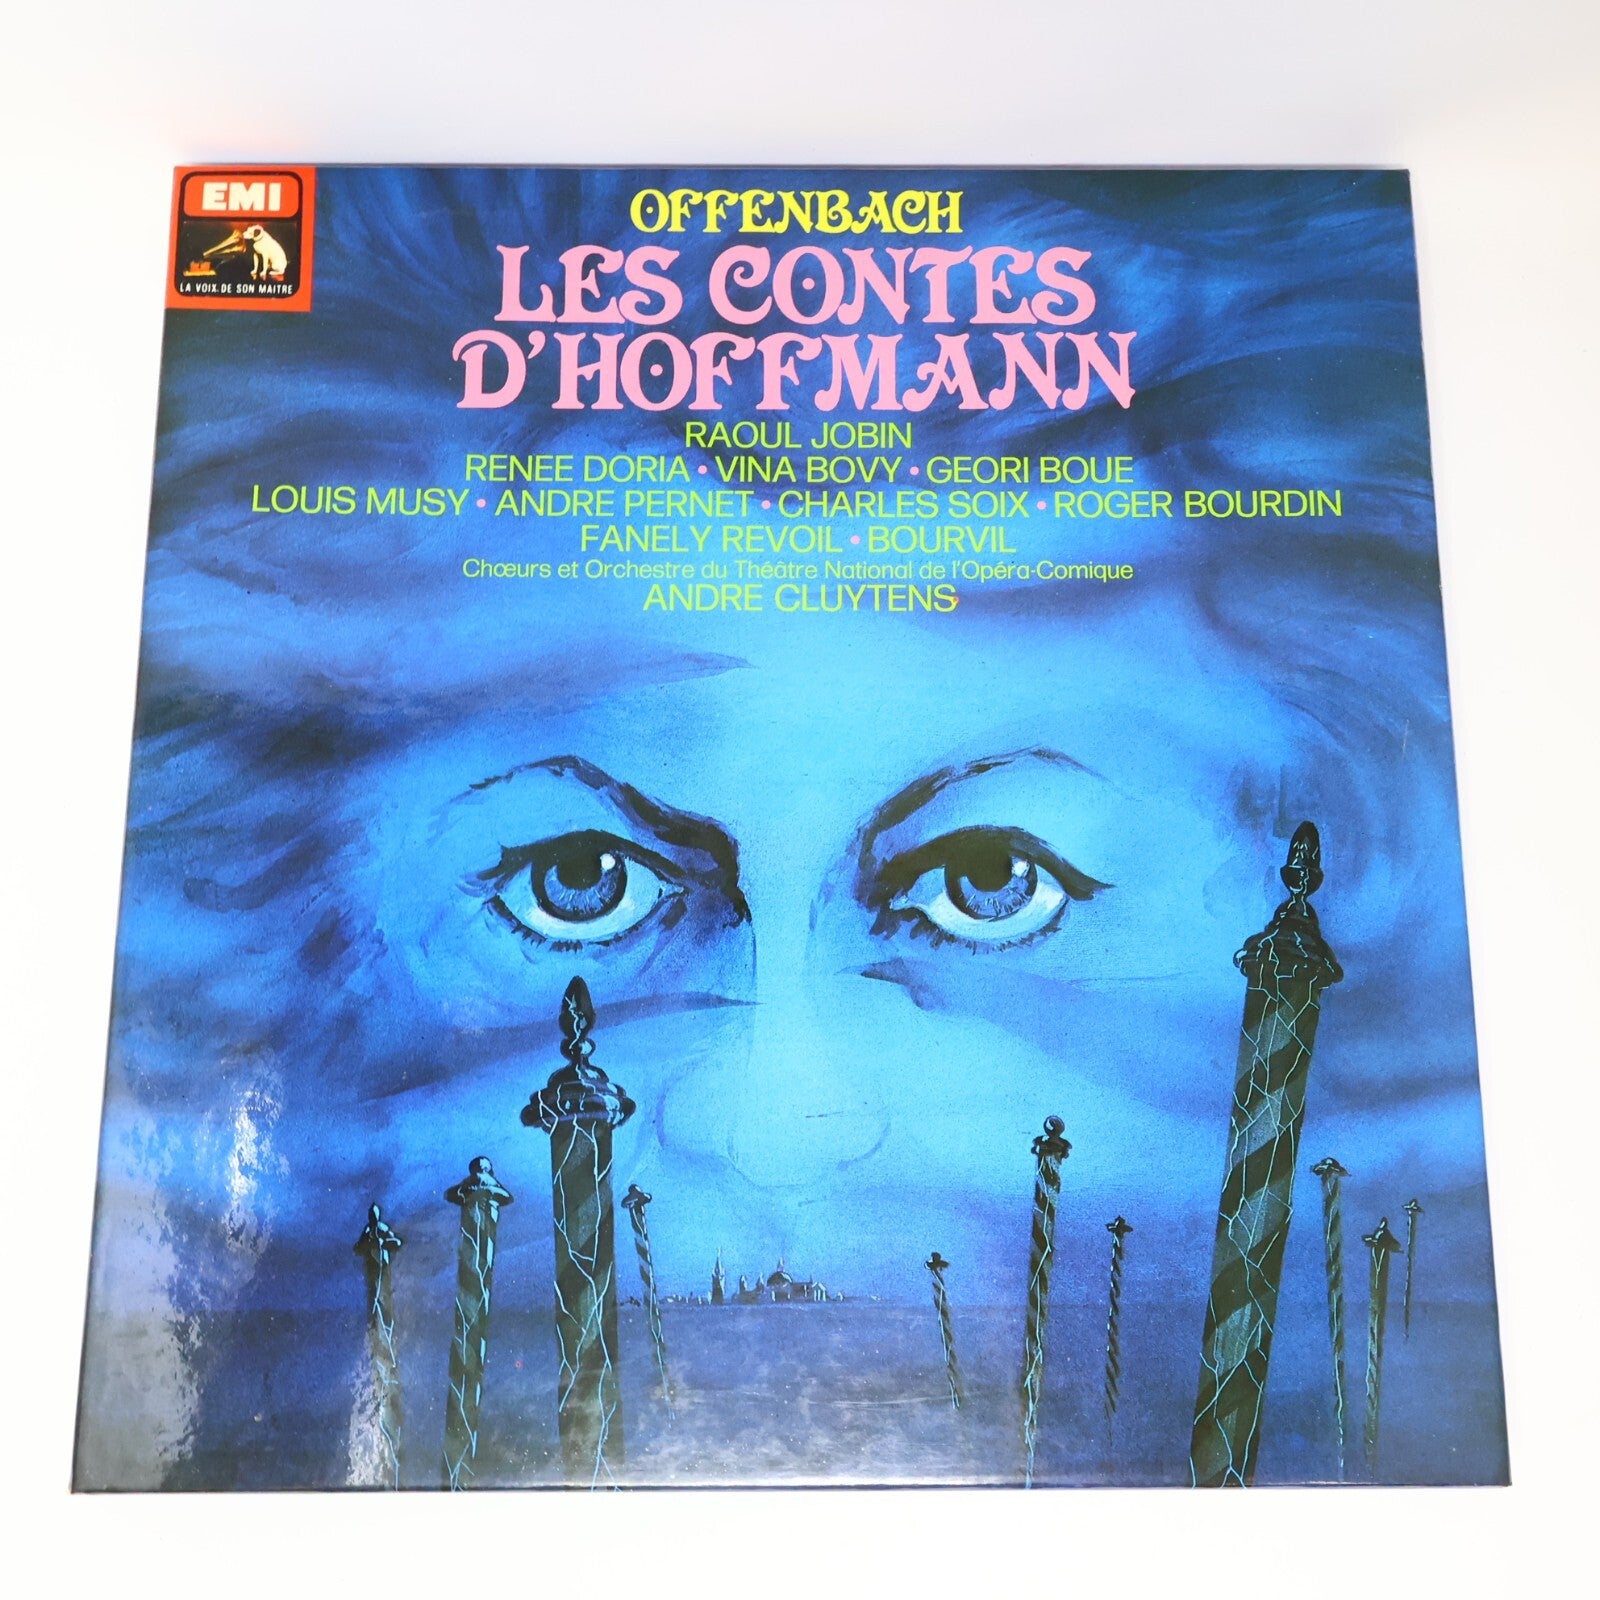 EMI
LA VOIX DE SON MAITRE
OFFENBACH
LES CONTES
D'HOFFMANN
RAOUL JOBIN
RENEE DORIA • VINA BOVY • GEORI BOUE
LOUIS MUSY • ANDRE PERNET • CHARLES SOIX • ROGER BOURDIN
FANELY REVOIL • BOURVIL
Chœurs et Orchestre du Théâtre National de l'Opéra-Comique
ANDRE CLUYTENS